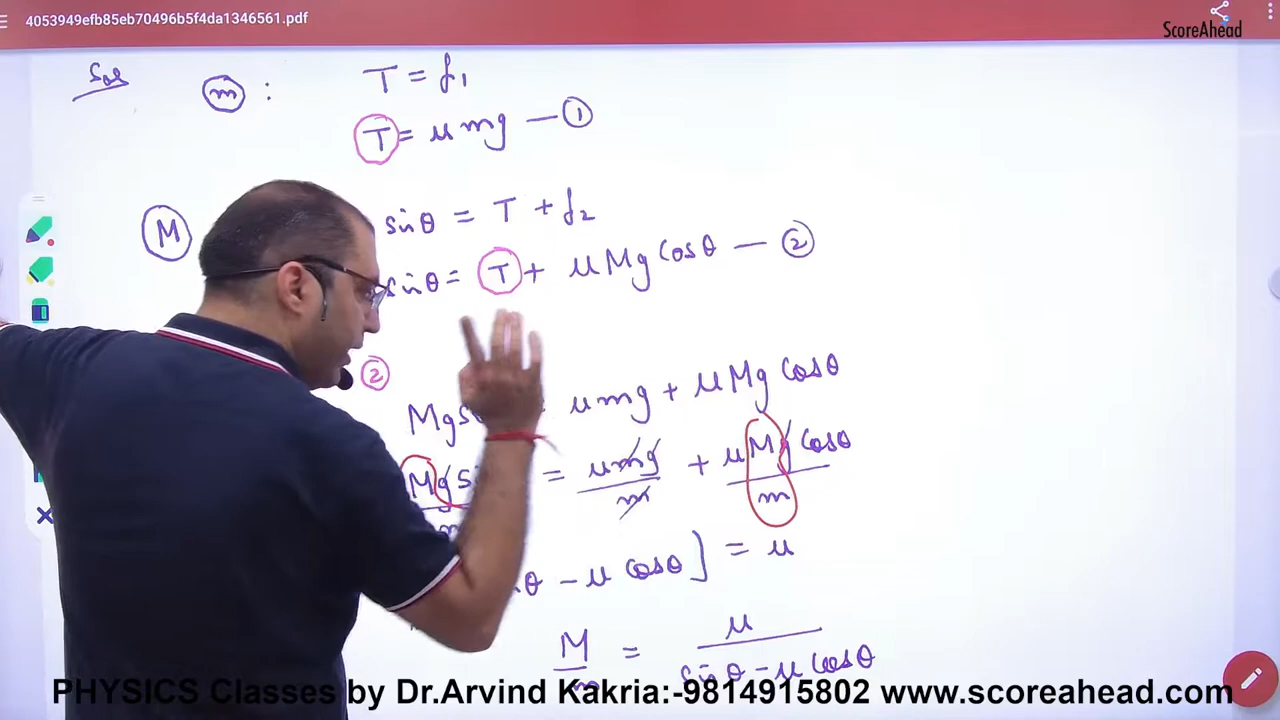 4053949efb85eb70496b5f4da1346561.pdf
ScoreAhead
Sol
m : T = f₁
T = μmg — ①
M sinθ = T + f₂
sinθ = T + μMg cosθ — ②
②
Mgs = μmg + μMg cosθ
Mgs = μmg/m + μMg cosθ/m
θ - μ cosθ] = μ
M/m = μ/sinθ - μ cosθ
PHYSICS Classes by Dr.Arvind Kakria:-9814915802 www.scoreahead.com